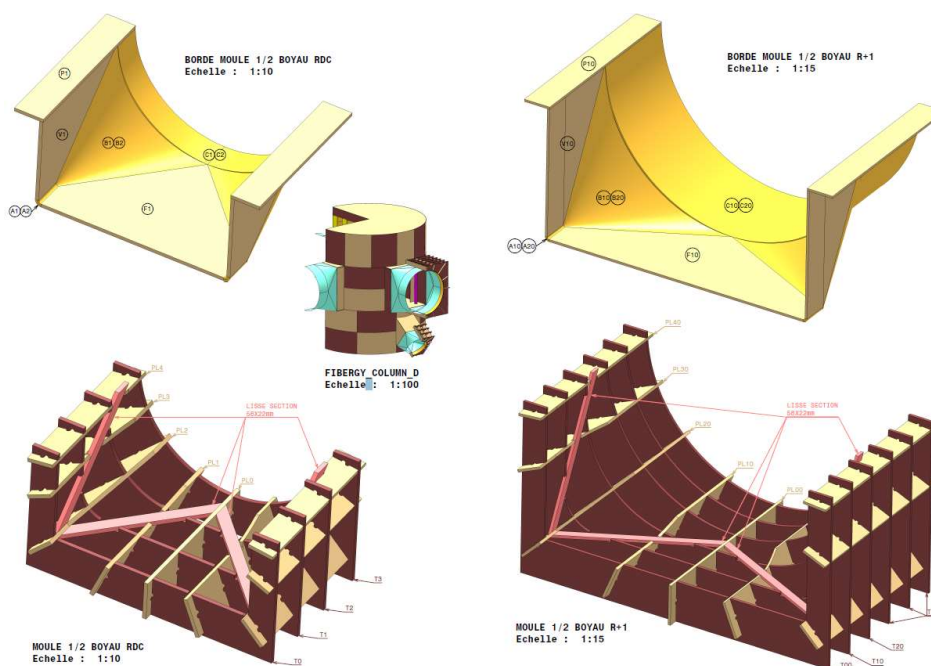 BORDE MOULE 1/2 BOYAU RDC
Echelle : 1:10
P1
V1
B1 B2
C1 C2
A1 A2
F1
BORDE MOULE 1/2 BOYAU R+1
Echelle : 1:15
P10
V10
B10 B20
C10 C20
A10 A20
F10
FIBERGY_COLUMN_D
Echelle : 1:100
PL4
PL3
PL2
PL1
PL0
LISSE SECTION
T3
T2
T1
T0
MOULE 1/2 BOYAU RDC
Echelle : 1:10
PL40
PL30
PL20
PL10
PL00
LISSE SECTION
T20
T10
T00
MOULE 1/2 BOYAU R+1
Echelle : 1:15